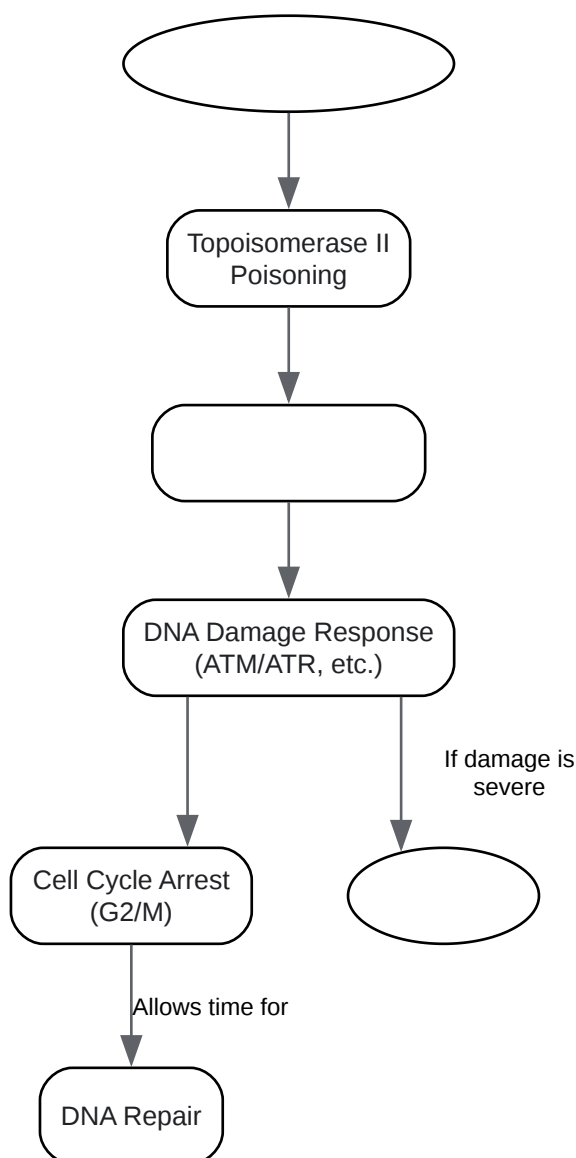 Topoisomerase II
Poisoning
DNA Damage Response
(ATM/ATR, etc.)
If damage is
severe
Cell Cycle Arrest
(G2/M)
Allows time for
DNA Repair